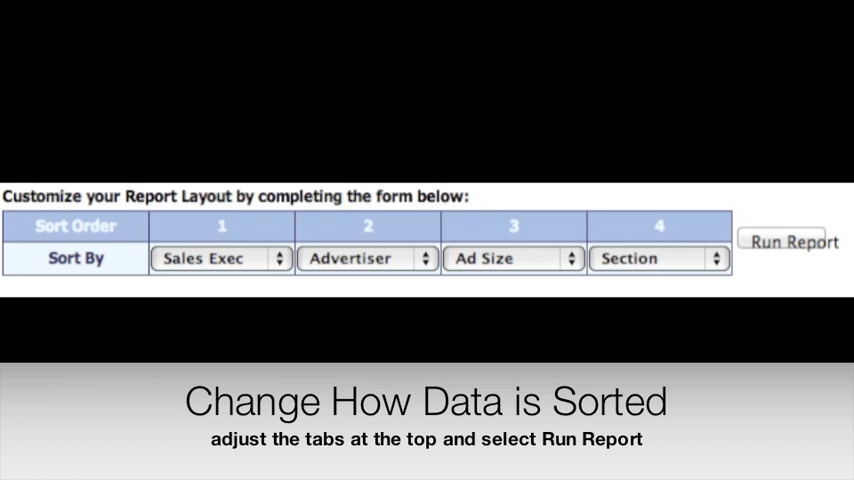 Customize your Report Layout by completing the form below:
Sort Order 1 2 3 4
Sort By Sales Exec Advertiser Ad Size Section
Run Report
Change How Data is Sorted
adjust the tabs at the top and select Run Report